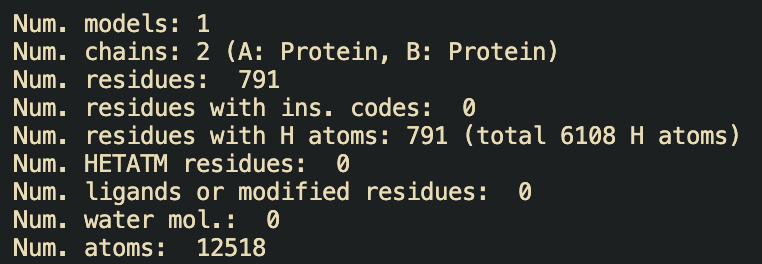 Num. models: 1
Num. chains: 2 (A: Protein, B: Protein)
Num. residues:  791
Num. residues with ins. codes:  0
Num. residues with H atoms: 791 (total 6108 H atoms)
Num. HETATM residues:  0
Num. ligands or modified residues:  0
Num. water mol.:  0
Num. atoms:  12518